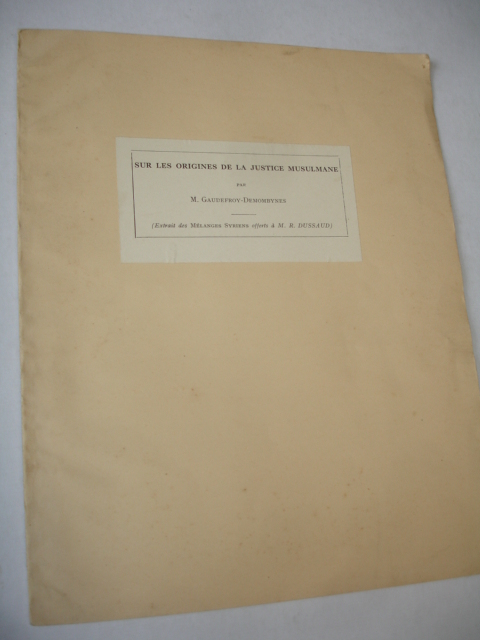 SUR LES ORIGINES DE LA JUSTICE MUSULMANE
PAR
M. GAUDEFROY-DEMOMBYNES
(Extrait des MÉLANGES SYRIENS offerts à M. R. DUSSAUD)